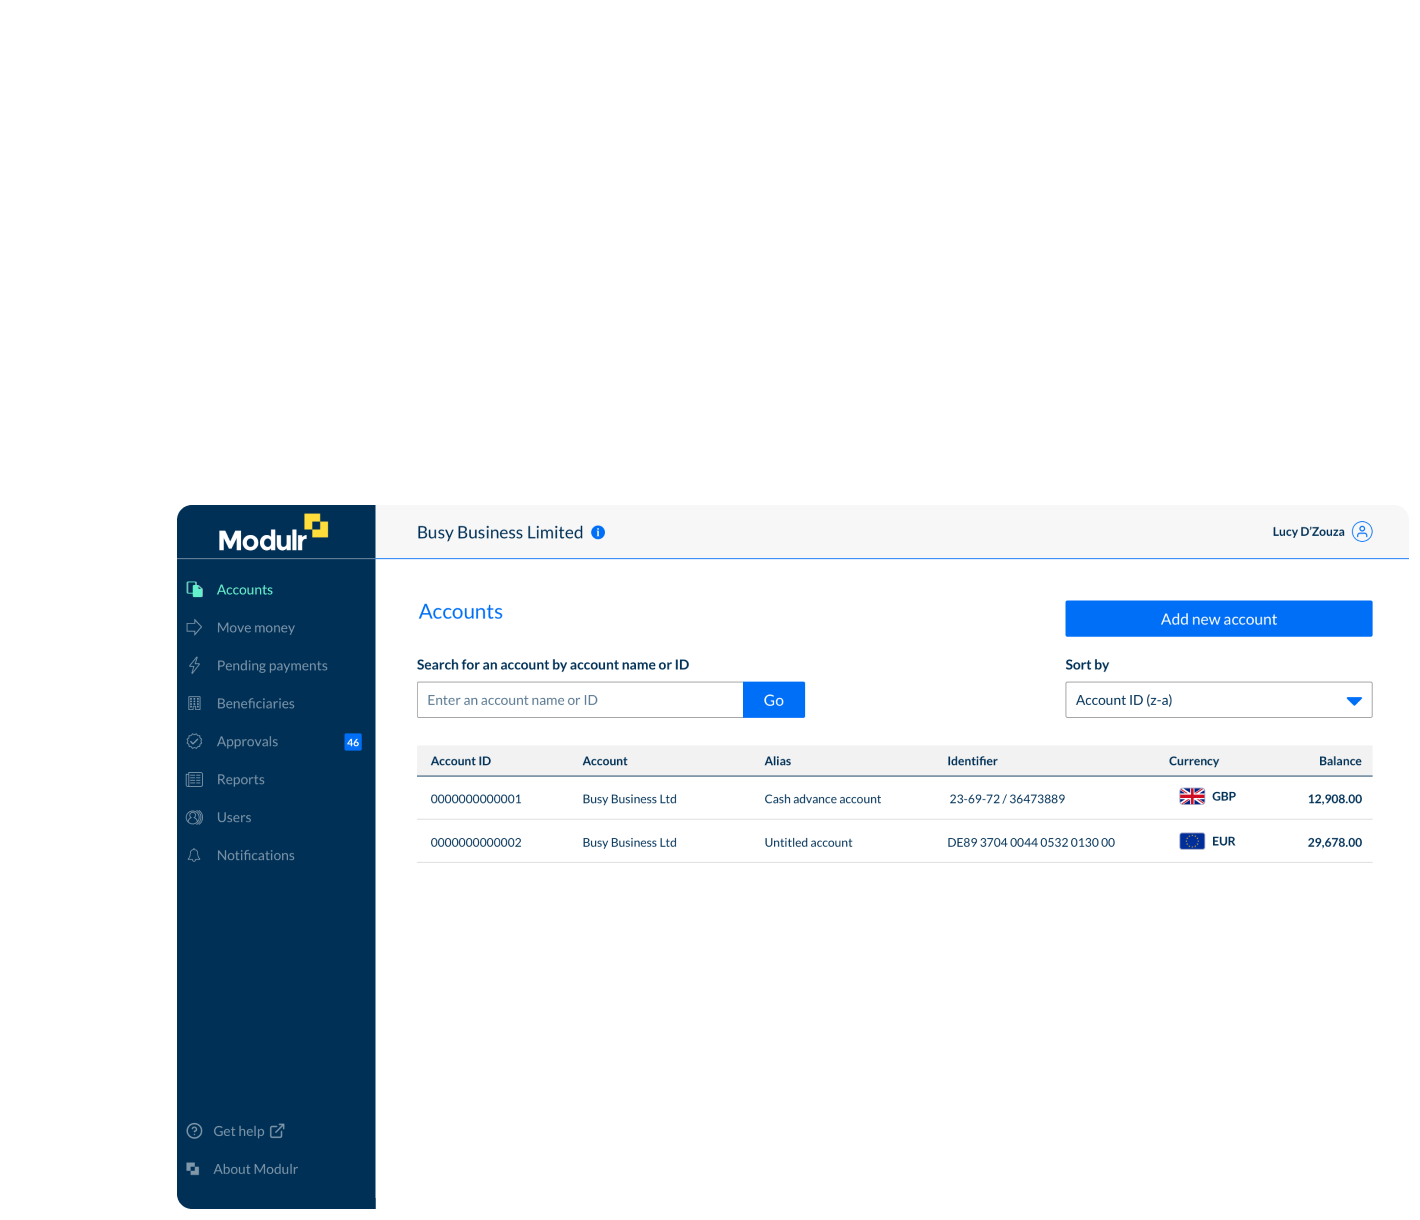 Modulr
Busy Business Limited
Lucy D'Zouza
Accounts
Move money
Pending payments
Beneficiaries
Approvals 46
Reports
Users
Notifications
Get help
About Modulr
Accounts
Add new account
Search for an account by account name or ID
Enter an account name or ID Go
Sort by
Account ID (z-a)
Account ID Account Alias Identifier Currency Balance
0000000000001 Busy Business Ltd Cash advance account 23-69-72 / 36473889 GBP 12,908.00
0000000000002 Busy Business Ltd Untitled account DE89 3704 0044 0532 0130 00 EUR 29,678.00